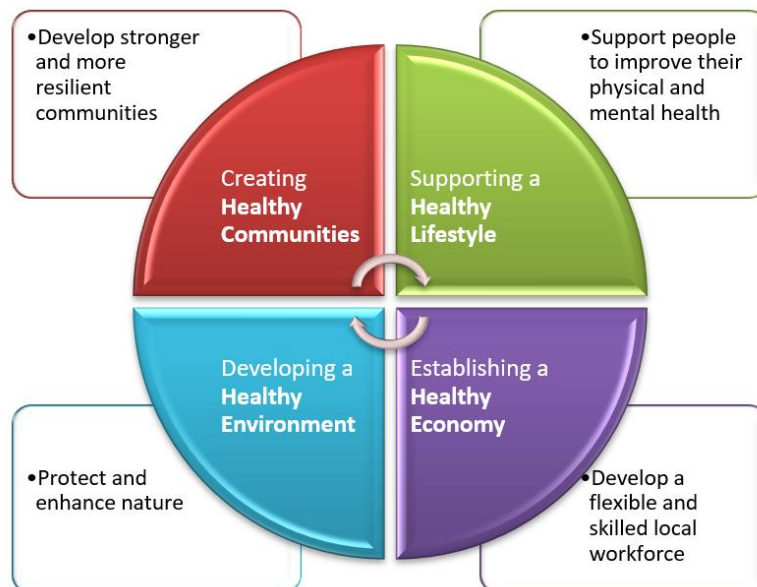 •Develop stronger
and more
resilient
communities
•Support people
to improve their
physical and
mental health
Creating
Healthy
Communities
Supporting a
Healthy
Lifestyle
Developing a
Healthy
Environment
Establishing a
Healthy
Economy
•Protect and
enhance nature
•Develop a
flexible and
skilled local
workforce